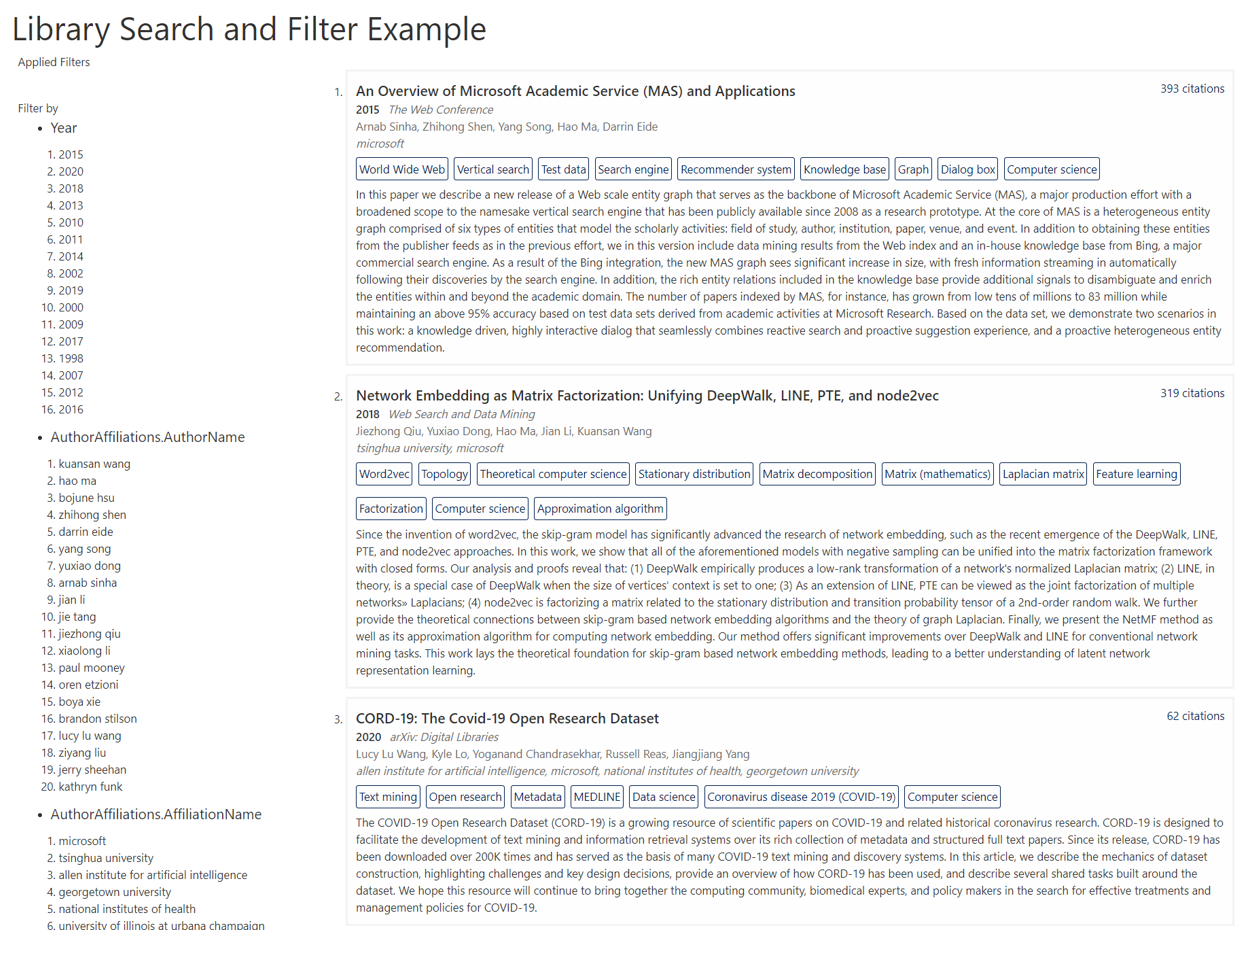 Library Search and Filter Example
Applied Filters
Filter by
• Year
1. 2015
2. 2020
3. 2018
4. 2013
5. 2010
6. 2011
7. 2014
8. 2002
9. 2019
10. 2000
11. 2009
12. 2017
13. 1998
14. 2007
15. 2012
16. 2016
• AuthorAffiliations.AuthorName
1. kuansan wang
2. hao ma
3. bojune hsu
4. zhihong shen
5. darrin eide
6. yang song
7. yuxiao dong
8. arnab sinha
9. jian li
10. jie tang
11. jiezhong qiu
12. xiaolong li
13. paul mooney
14. oren etzioni
15. boya xie
16. brandon stilson
17. lucy lu wang
18. ziyang liu
19. jerry sheehan
20. kathryn funk
• AuthorAffiliations.AffiliationName
1. microsoft
2. tsinghua university
3. allen institute for artificial intelligence
4. georgetown university
5. national institutes of health
6. university of illinois at urbana champaign
1. An Overview of Microsoft Academic Service (MAS) and Applications 393 citations
2015 The Web Conference
Arnab Sinha, Zhihong Shen, Yang Song, Hao Ma, Darrin Eide
microsoft
World Wide Web Vertical search Test data Search engine Recommender system Knowledge base Graph Dialog box Computer science
In this paper we describe a new release of a Web scale entity graph that serves as the backbone of Microsoft Academic Service (MAS), a major production effort with a
broadened scope to the namesake vertical search engine that has been publicly available since 2008 as a research prototype. At the core of MAS is a heterogeneous entity
graph comprised of six types of entities that model the scholarly activities: field of study, author, institution, paper, venue, and event. In addition to obtaining these entities
from the publisher feeds as in the previous effort, we in this version include data mining results from the Web index and an in-house knowledge base from Bing, a major
commercial search engine. As a result of the Bing integration, the new MAS graph sees significant increase in size, with fresh information streaming in automatically
following their discoveries by the search engine. In addition, the rich entity relations included in the knowledge base provide additional signals to disambiguate and enrich
the entities within and beyond the academic domain. The number of papers indexed by MAS, for instance, has grown from low tens of millions to 83 million while
maintaining an above 95% accuracy based on test data sets derived from academic activities at Microsoft Research. Based on the data set, we demonstrate two scenarios in
this work: a knowledge driven, highly interactive dialog that seamlessly combines reactive search and proactive suggestion experience, and a proactive heterogeneous entity
recommendation.
2. Network Embedding as Matrix Factorization: Unifying DeepWalk, LINE, PTE, and node2vec 319 citations
2018 Web Search and Data Mining
Jiezhong Qiu, Yuxiao Dong, Hao Ma, Jian Li, Kuansan Wang
tsinghua university, microsoft
Word2vec Topology Theoretical computer science Stationary distribution Matrix decomposition Matrix (mathematics) Laplacian matrix Feature learning
Factorization Computer science Approximation algorithm
Since the invention of word2vec, the skip-gram model has significantly advanced the research of network embedding, such as the recent emergence of the DeepWalk, LINE,
PTE, and node2vec approaches. In this work, we show that all of the aforementioned models with negative sampling can be unified into the matrix factorization framework
with closed forms. Our analysis and proofs reveal that: (1) DeepWalk empirically produces a low-rank transformation of a network's normalized Laplacian matrix; (2) LINE, in
theory, is a special case of DeepWalk when the size of vertices' context is set to one; (3) As an extension of LINE, PTE can be viewed as the joint factorization of multiple
networks» Laplacians; (4) node2vec is factorizing a matrix related to the stationary distribution and transition probability tensor of a 2nd-order random walk. We further
provide the theoretical connections between skip-gram based network embedding algorithms and the theory of graph Laplacian. Finally, we present the NetMF method as
well as its approximation algorithm for computing network embedding. Our method offers significant improvements over DeepWalk and LINE for conventional network
mining tasks. This work lays the theoretical foundation for skip-gram based network embedding methods, leading to a better understanding of latent network
representation learning.
3. CORD-19: The Covid-19 Open Research Dataset 62 citations
2020 arXiv: Digital Libraries
Lucy Lu Wang, Kyle Lo, Yoganand Chandrasekhar, Russell Reas, Jiangjiang Yang
allen institute for artificial intelligence, microsoft, national institutes of health, georgetown university
Text mining Open research Metadata MEDLINE Data science Coronavirus disease 2019 (COVID-19) Computer science
The COVID-19 Open Research Dataset (CORD-19) is a growing resource of scientific papers on COVID-19 and related historical coronavirus research. CORD-19 is designed to
facilitate the development of text mining and information retrieval systems over its rich collection of metadata and structured full text papers. Since its release, CORD-19 has
been downloaded over 200K times and has served as the basis of many COVID-19 text mining and discovery systems. In this article, we describe the mechanics of dataset
construction, highlighting challenges and key design decisions, provide an overview of how CORD-19 has been used, and describe several shared tasks built around the
dataset. We hope this resource will continue to bring together the computing community, biomedical experts, and policy makers in the search for effective treatments and
management policies for COVID-19.